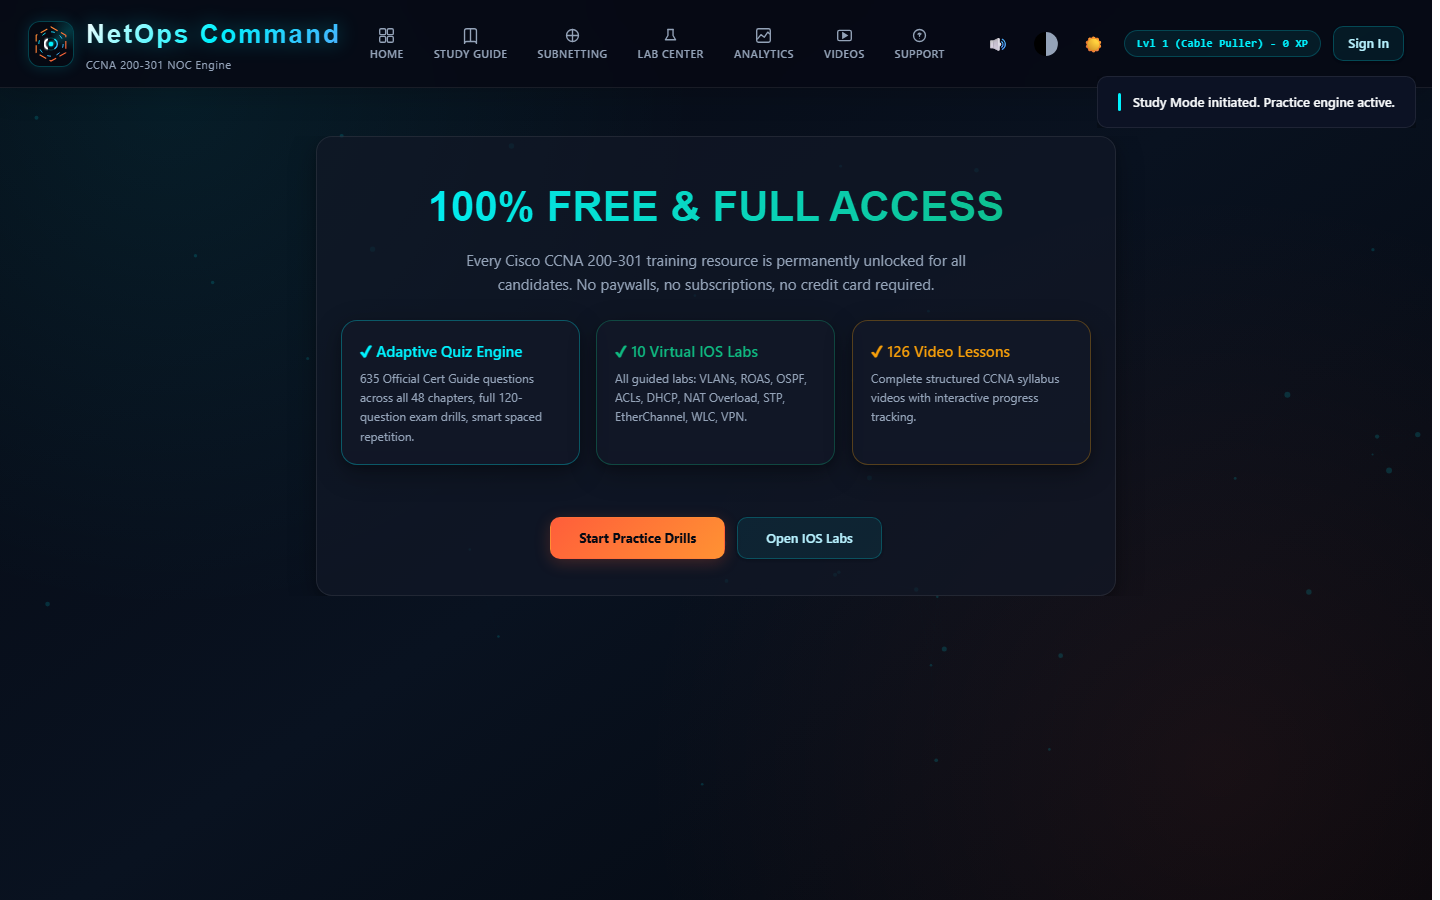 NetOps Command
CCNA 200-301 NOC Engine
HOME
STUDY GUIDE
SUBNETTING
LAB CENTER
ANALYTICS
VIDEOS
SUPPORT
Lvl 1 (Cable Puller) - 0 XP
Sign In
Study Mode initiated. Practice engine active.
100% FREE & FULL ACCESS
Every Cisco CCNA 200-301 training resource is permanently unlocked for all
candidates. No paywalls, no subscriptions, no credit card required.
✓ Adaptive Quiz Engine
635 Official Cert Guide questions
across all 48 chapters, full 120-
question exam drills, smart spaced
repetition.
✓ 10 Virtual IOS Labs
All guided labs: VLANs, ROAS, OSPF,
ACLs, DHCP, NAT Overload, STP,
EtherChannel, WLC, VPN.
✓ 126 Video Lessons
Complete structured CCNA syllabus
videos with interactive progress
tracking.
Start Practice Drills
Open IOS Labs